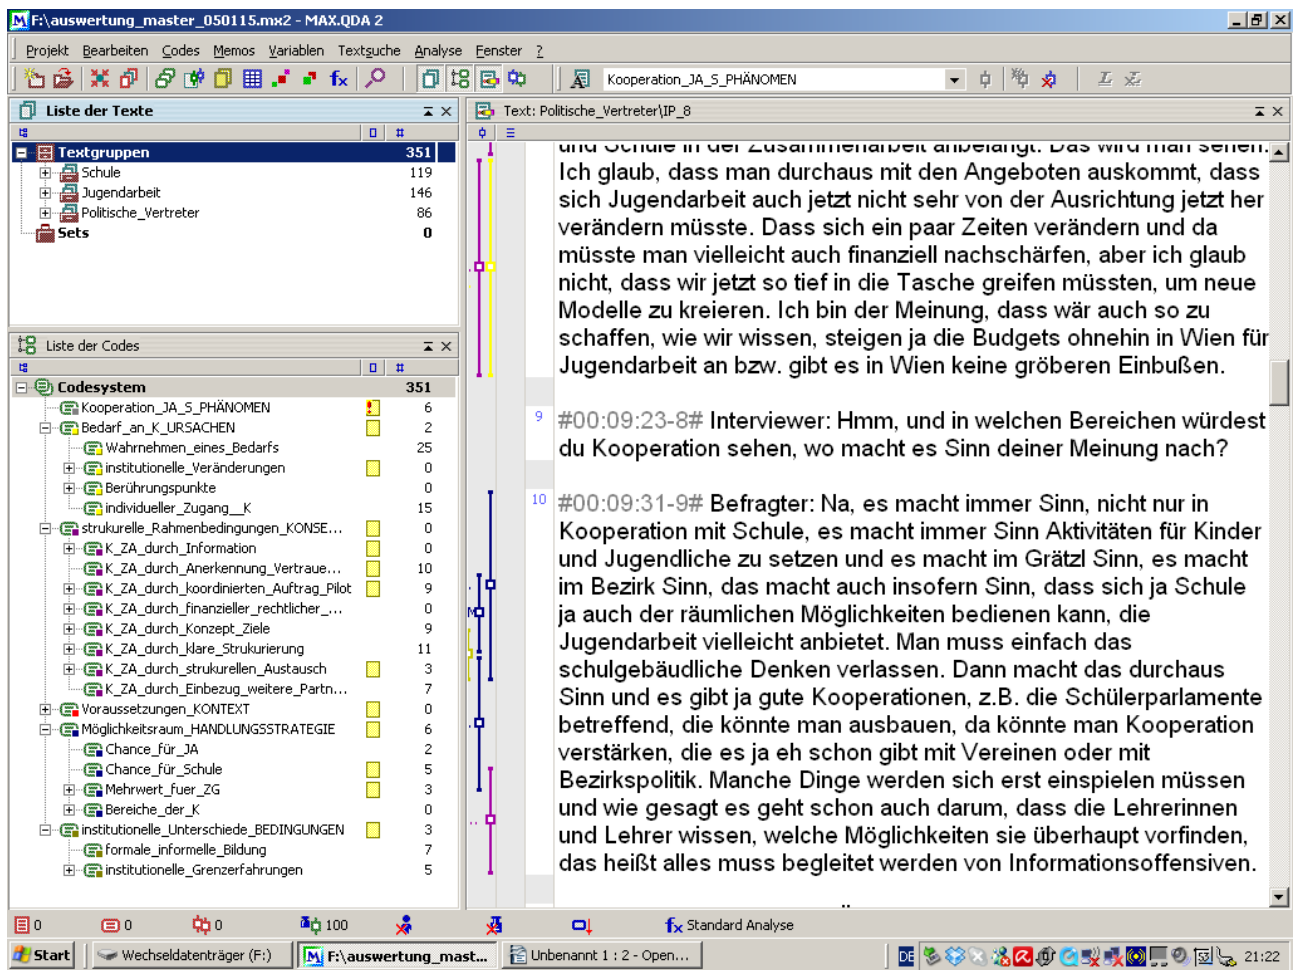 F:\auswertung_master_050115.mx2 - MAX.QDA 2
Projekt Bearbeiten Codes Memos Variablen Textsuche Analyse Fenster ?
Kooperation_JA_S_PHÄNOMEN
Liste der Texte
Textgruppen 351
Schule 119
Jugendarbeit 146
Politische_Vertreter 86
Sets 0
Liste der Codes
Codesystem 351
Kooperation_JA_S_PHÄNOMEN 6
Bedarf_an_K_URSACHEN 2
Wahrnehmen_eines_Bedarfs 25
institutionelle_Veränderungen 0
Berührungspunkte 0
individueller_Zugang__K 15
strukurelle_Rahmenbedingungen_KONSE... 0
K_ZA_durch_Information 0
K_ZA_durch_Anerkennung_Vertraue... 10
K_ZA_durch_koordinierten_Auftrag_Pilot 9
K_ZA_durch_finanzieller_rechtlicher_... 0
K_ZA_durch_Konzept_Ziele 9
K_ZA_durch_klare_Strukurierung 11
K_ZA_durch_strukurellen_Austausch 3
K_ZA_durch_Einbezug_weitere_Partn... 7
Voraussetzungen_KONTEXT 0
Möglichkeitsraum_HANDLUNGSSTRATEGIE 6
Chance_für_JA 2
Chance_für_Schule 5
Mehrwert_fuer_ZG 3
Bereiche_der_K 0
institutionelle_Unterschiede_BEDINGUNGEN 3
formale_informelle_Bildung 7
institutionelle_Grenzerfahrungen 5
Text: Politische_Vertreter\IP_8
und Schule in der Zusammenarbeit anbelangt. Das wird man sehen.
Ich glaub, dass man durchaus mit den Angeboten auskommt, dass
sich Jugendarbeit auch jetzt nicht sehr von der Ausrichtung jetzt her
verändern müsste. Dass sich ein paar Zeiten verändern und da
müsste man vielleicht auch finanziell nachschärfen, aber ich glaub
nicht, dass wir jetzt so tief in die Tasche greifen müssten, um neue
Modelle zu kreieren. Ich bin der Meinung, dass wär auch so zu
schaffen, wie wir wissen, steigen ja die Budgets ohnehin in Wien für
Jugendarbeit an bzw. gibt es in Wien keine gröberen Einbußen.
9 #00:09:23-8# Interviewer: Hmm, und in welchen Bereichen würdest
du Kooperation sehen, wo macht es Sinn deiner Meinung nach?
10 #00:09:31-9# Befragter: Na, es macht immer Sinn, nicht nur in
Kooperation mit Schule, es macht immer Sinn Aktivitäten für Kinder
und Jugendliche zu setzen und es macht im Grätzl Sinn, es macht
im Bezirk Sinn, das macht auch insofern Sinn, dass sich ja Schule
ja auch der räumlichen Möglichkeiten bedienen kann, die
Jugendarbeit vielleicht anbietet. Man muss einfach das
schulgebäudliche Denken verlassen. Dann macht das durchaus
Sinn und es gibt ja gute Kooperationen, z.B. die Schülerparlamente
betreffend, die könnte man ausbauen, da könnte man Kooperation
verstärken, die es ja eh schon gibt mit Vereinen oder mit
Bezirkspolitik. Manche Dinge werden sich erst einspielen müssen
und wie gesagt es geht schon auch darum, dass die Lehrerinnen
und Lehrer wissen, welche Möglichkeiten sie überhaupt vorfinden,
das heißt alles muss begleitet werden von Informationsoffensiven.
0 0 0 100 fx Standard Analyse
Start Wechseldatenträger (F:) F:\auswertung_mast... Unbenannt 1 : 2 - Open... DE 21:22